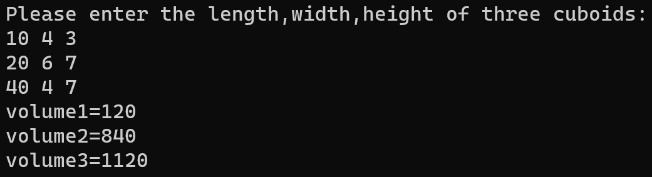 Please enter the length,width,height of three cuboids:
10 4 3
20 6 7
40 4 7
volume1=120
volume2=840
volume3=1120